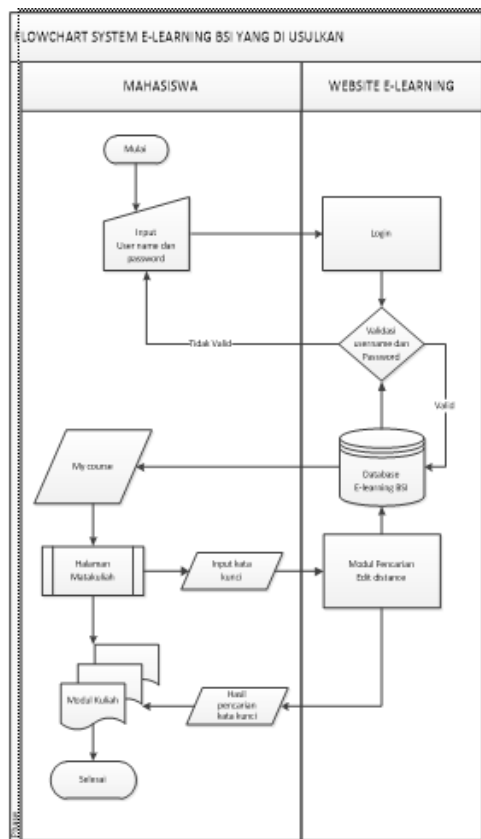 FLOWCHART SYSTEM E-LEARNING BSI YANG DI USULKAN
MAHASISWA
WEBSITE E-LEARNING
Mulai
Input
User name dan
password
Login
Validasi
username dan
Password
Tidak Valid
Valid
My course
Database
E-learning BSI
Halaman
Matakuliah
Input kata
kunci
Modul Pencarian
Edit distance
Modul Kuliah
Hasil
pencarian
kata kunci
Selesai